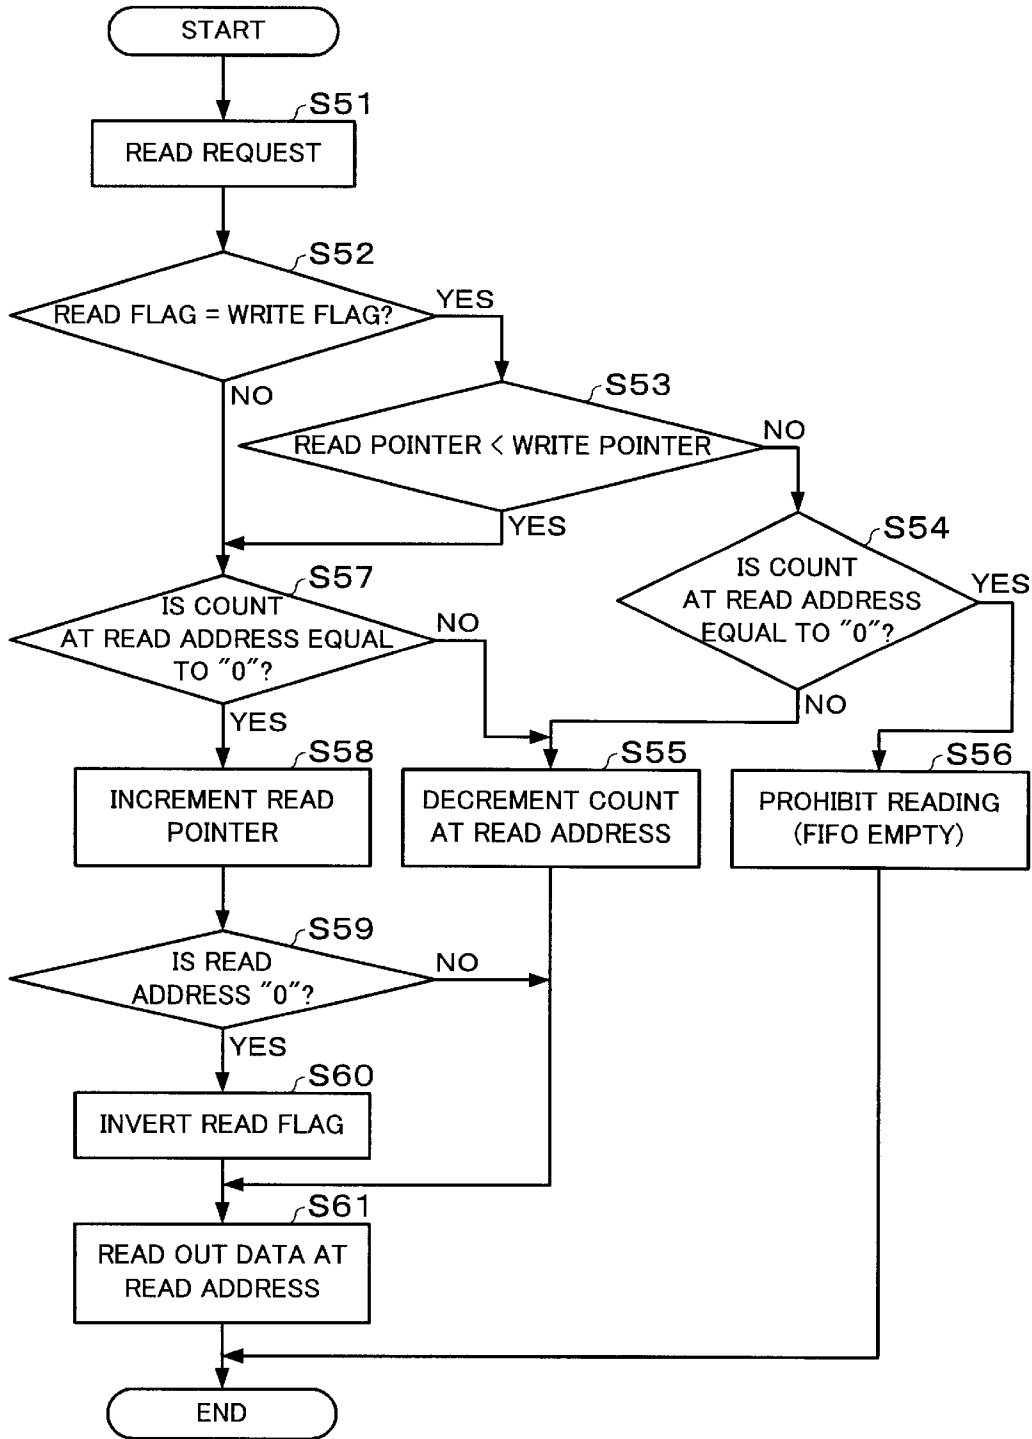 START
S51
READ REQUEST
S52
READ FLAG = WRITE FLAG?
YES
NO
S53
READ POINTER < WRITE POINTER
NO
YES
S54
IS COUNT
AT READ ADDRESS
EQUAL TO "0"?
YES
NO
S57
IS COUNT
AT READ ADDRESS EQUAL
TO "0"?
NO
YES
S58
INCREMENT READ
POINTER
S55
DECREMENT COUNT
AT READ ADDRESS
S56
PROHIBIT READING
(FIFO EMPTY)
S59
IS READ
ADDRESS "0"?
NO
YES
S60
INVERT READ FLAG
S61
READ OUT DATA AT
READ ADDRESS
END